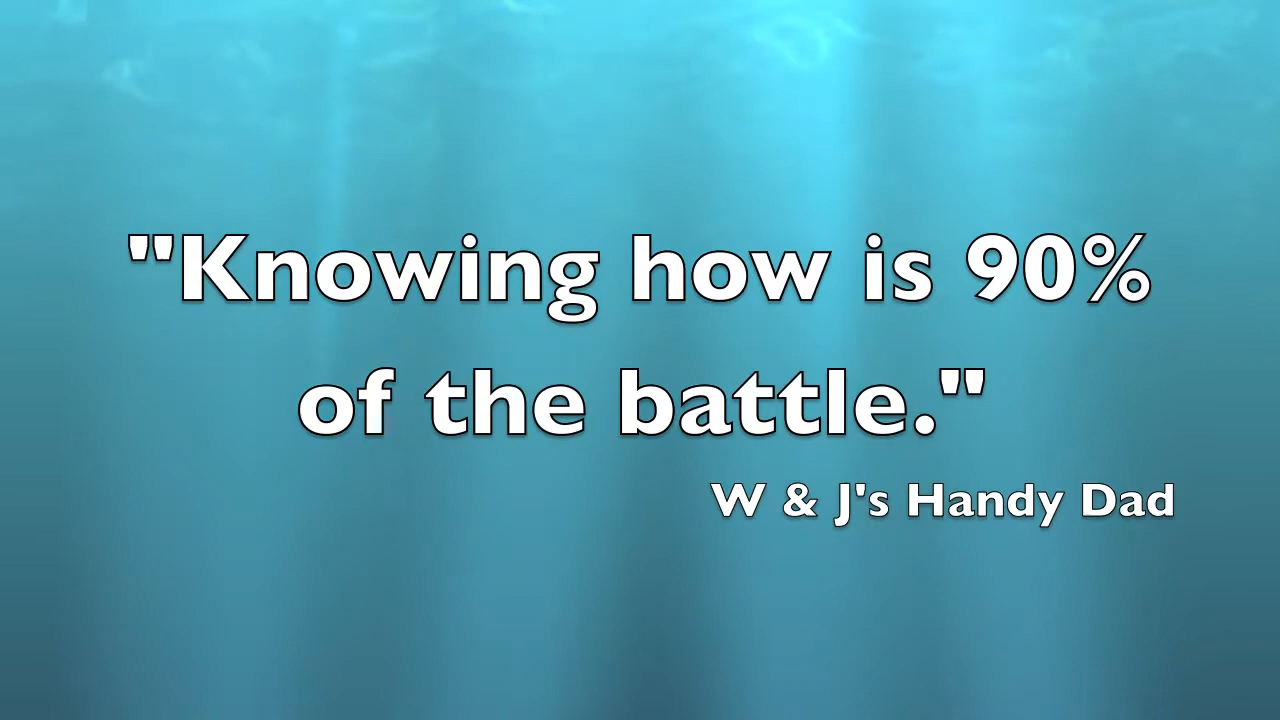 "Knowing how is 90%
of the battle."
W & J's Handy Dad